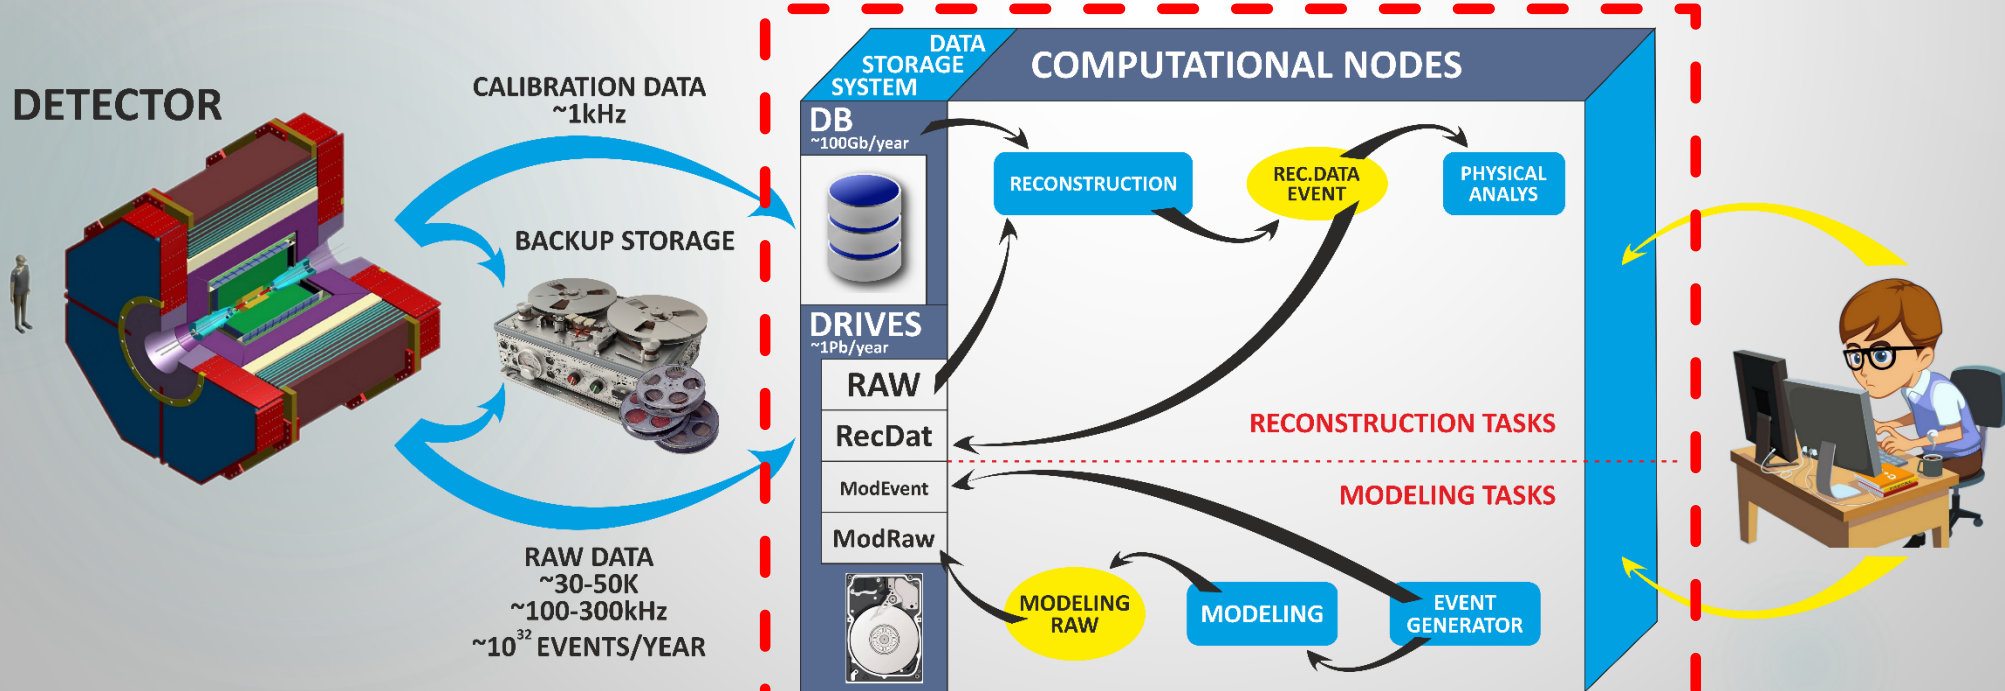 DETECTOR
CALIBRATION DATA
~1kHz
BACKUP STORAGE
RAW DATA
~30-50K
~100-300kHz
~10³² EVENTS/YEAR
DATA
STORAGE
SYSTEM
COMPUTATIONAL NODES
DB
~100Gb/year
DRIVES
~1Pb/year
RAW
RecDat
ModEvent
ModRaw
RECONSTRUCTION
REC.DATA
EVENT
PHYSICAL
ANALYS
RECONSTRUCTION TASKS
MODELING TASKS
MODELING
RAW
MODELING
EVENT
GENERATOR